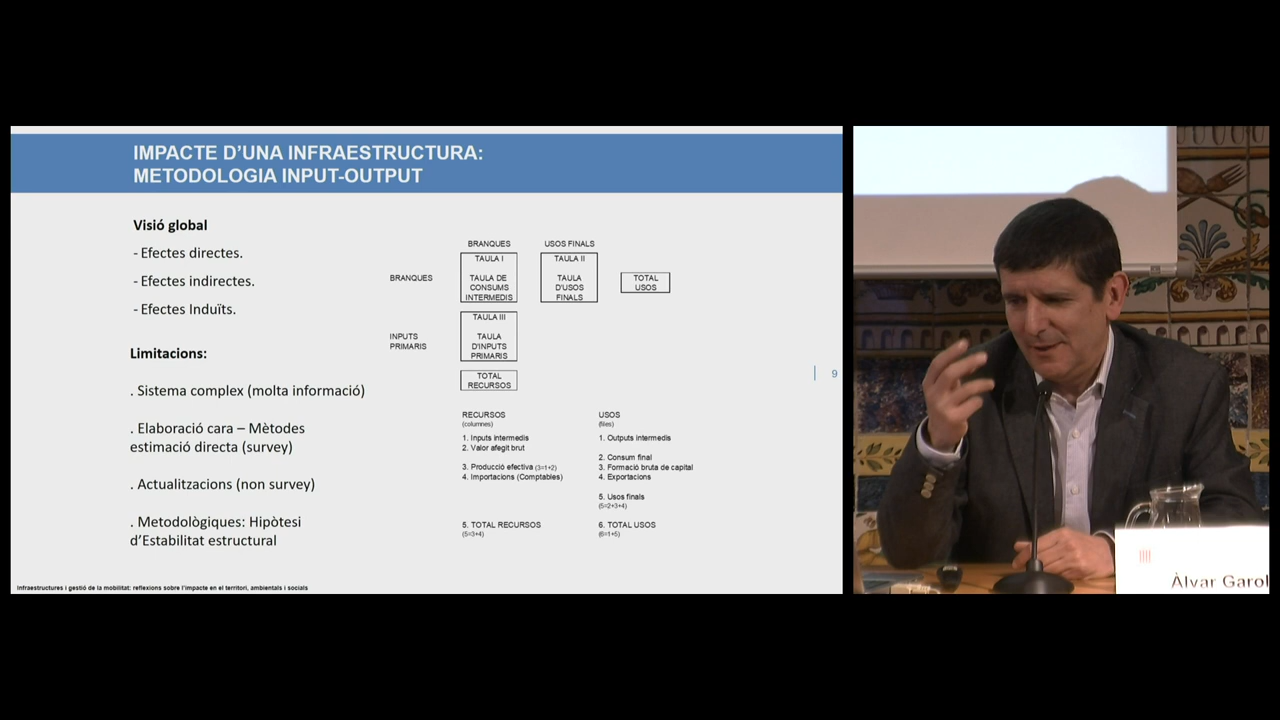 IMPACTE D'UNA INFRAESTRUCTURA:
METODOLOGIA INPUT-OUTPUT
Visió global
- Efectes directes.
- Efectes indirectes.
- Efectes Induïts.
Limitacions:
. Sistema complex (molta informació)
. Elaboració cara – Mètodes
estimació directa (survey)
. Actualitzacions (non survey)
. Metodològiques: Hipòtesi
d'Estabilitat estructural
BRANQUES
USOS FINALS
BRANQUES
TAULA I
TAULA DE
CONSUMS
INTERMEDIS
TAULA II
TAULA
D'USOS
FINALS
TOTAL
USOS
INPUTS
PRIMARIS
TAULA III
TAULA
D'INPUTS
PRIMARIS
TOTAL
RECURSOS
RECURSOS
(columnes)
1. Inputs intermedis
2. Valor afegit brut
3. Producció efectiva (3=1+2)
4. Importacions (Comptables)
5. TOTAL RECURSOS
(5=3+4)
USOS
(files)
1. Outputs intermedis
2. Consum final
3. Formació bruta de capital
4. Exportacions
5. Usos finals
(5=2+3+4)
6. TOTAL USOS
(6=1+5)
9
Infraestructures i gestió de la mobilitat: reflexions sobre l'impacte en el territori, ambientals i socials
Àlvar Garol